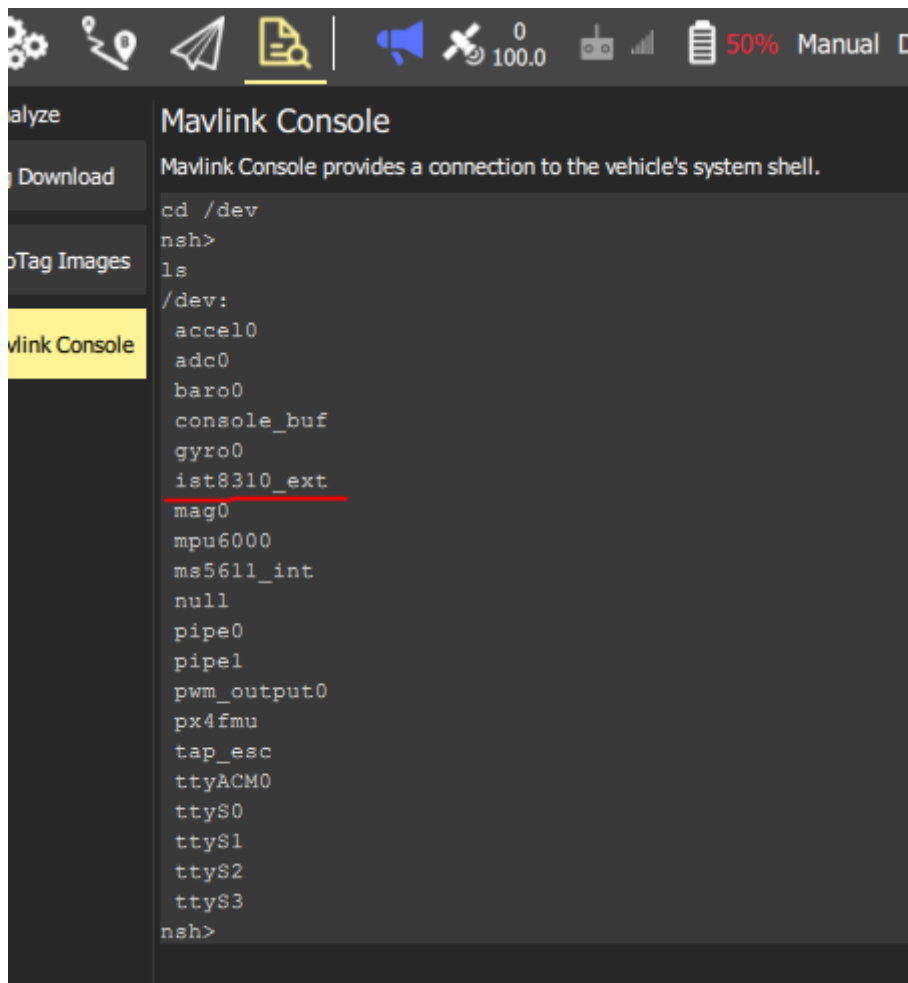 0
100.0
50% Manual D
alyze
Mavlink Console
Download
Mavlink Console provides a connection to the vehicle's system shell.
oTag Images
vlink Console
cd /dev
nsh>
ls
/dev:
accel0
adc0
baro0
console_buf
gyro0
ist8310_ext
mag0
mpu6000
ms5611_int
null
pipe0
pipe1
pwm_output0
px4fmu
tap_esc
ttyACM0
ttyS0
ttyS1
ttyS2
ttyS3
nsh>